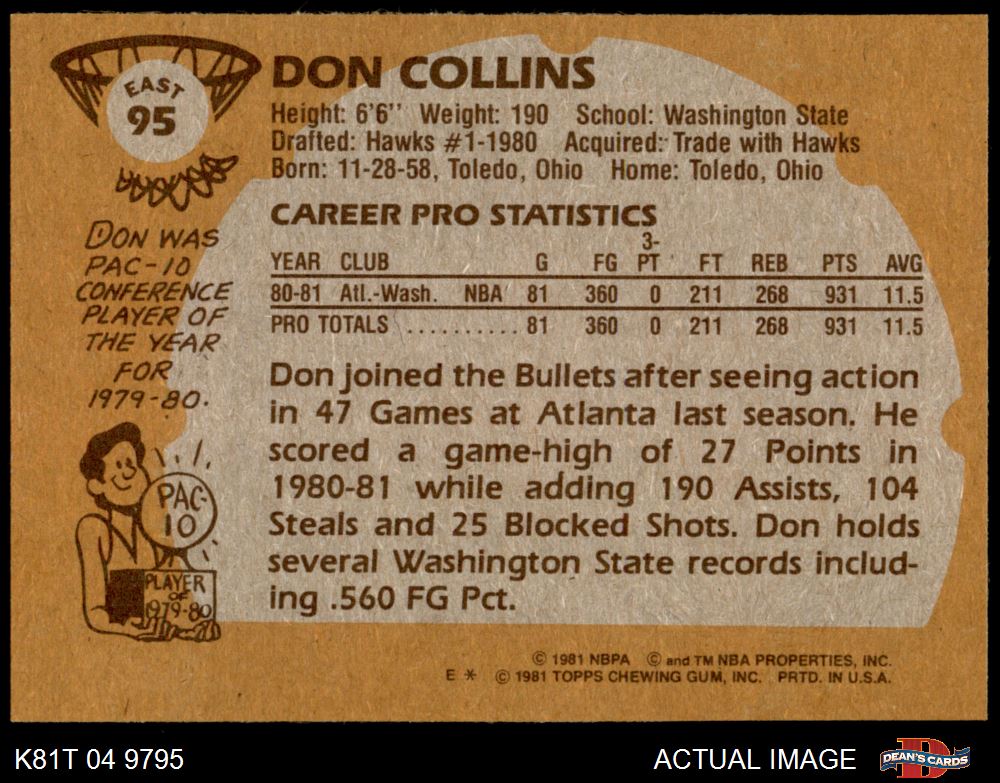 EAST
95
DON COLLINS
Height: 6'6'' Weight: 190 School: Washington State
Drafted: Hawks #1-1980 Acquired: Trade with Hawks
Born: 11-28-58, Toledo, Ohio Home: Toledo, Ohio
CAREER PRO STATISTICS
YEAR CLUB G FG 3-PT FT REB PTS AVG
80-81 Atl.-Wash. NBA 81 360 0 211 268 931 11.5
PRO TOTALS .......... 81 360 0 211 268 931 11.5
DON WAS
PAC-10
CONFERENCE
PLAYER OF
THE YEAR
FOR
1979-80.
PAC-
10
PLAYER
OF
1979-80
Don joined the Bullets after seeing action
in 47 Games at Atlanta last season. He
scored a game-high of 27 Points in
1980-81 while adding 190 Assists, 104
Steals and 25 Blocked Shots. Don holds
several Washington State records includ-
ing .560 FG Pct.
© 1981 NBPA © and TM NBA PROPERTIES, INC.
E * © 1981 TOPPS CHEWING GUM, INC. PRTD. IN U.S.A.
K81T 04 9795
ACTUAL IMAGE
DEAN'S CARDS